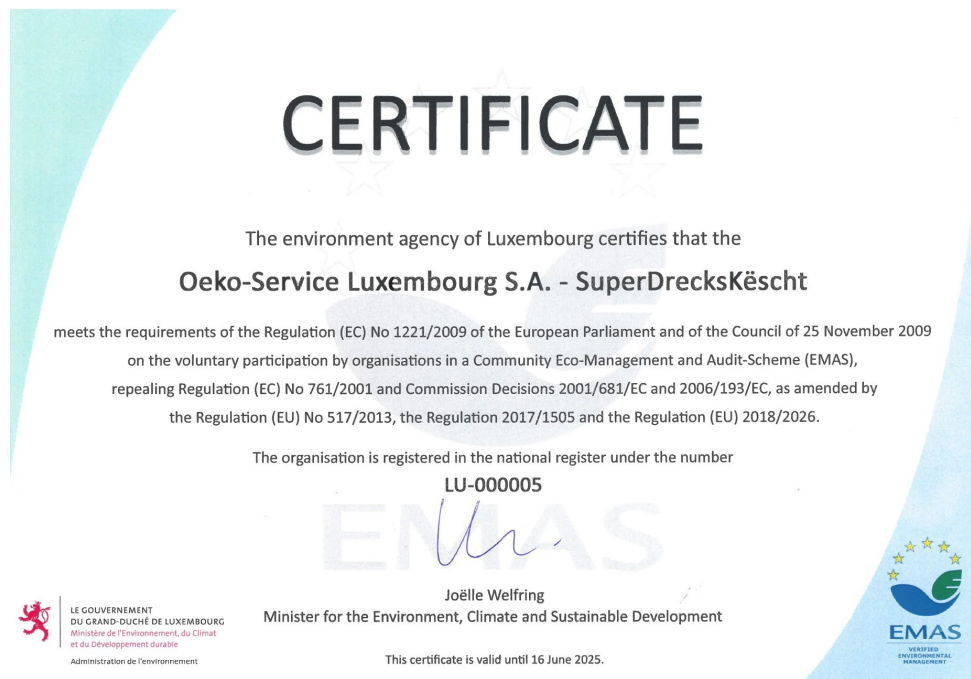 CERTIFICATE
The environment agency of Luxembourg certifies that the
Oeko-Service Luxembourg S.A. - SuperDrecksKëscht
meets the requirements of the Regulation (EC) No 1221/2009 of the European Parliament and of the Council of 25 November 2009
on the voluntary participation by organisations in a Community Eco-Management and Audit-Scheme (EMAS),
repealing Regulation (EC) No 761/2001 and Commission Decisions 2001/681/EC and 2006/193/EC, as amended by
the Regulation (EU) No 517/2013, the Regulation 2017/1505 and the Regulation (EU) 2018/2026.
The organisation is registered in the national register under the number
LU-000005
EMAS
Joëlle Welfring
Minister for the Environment, Climate and Sustainable Development
This certificate is valid until 16 June 2025.
LE GOUVERNEMENT
DU GRAND-DUCHÉ DE LUXEMBOURG
Ministère de l'Environnement, du Climat
et du Développement durable
Administration de l'environnement
EMAS
VERIFIED
ENVIRONMENTAL
MANAGEMENT